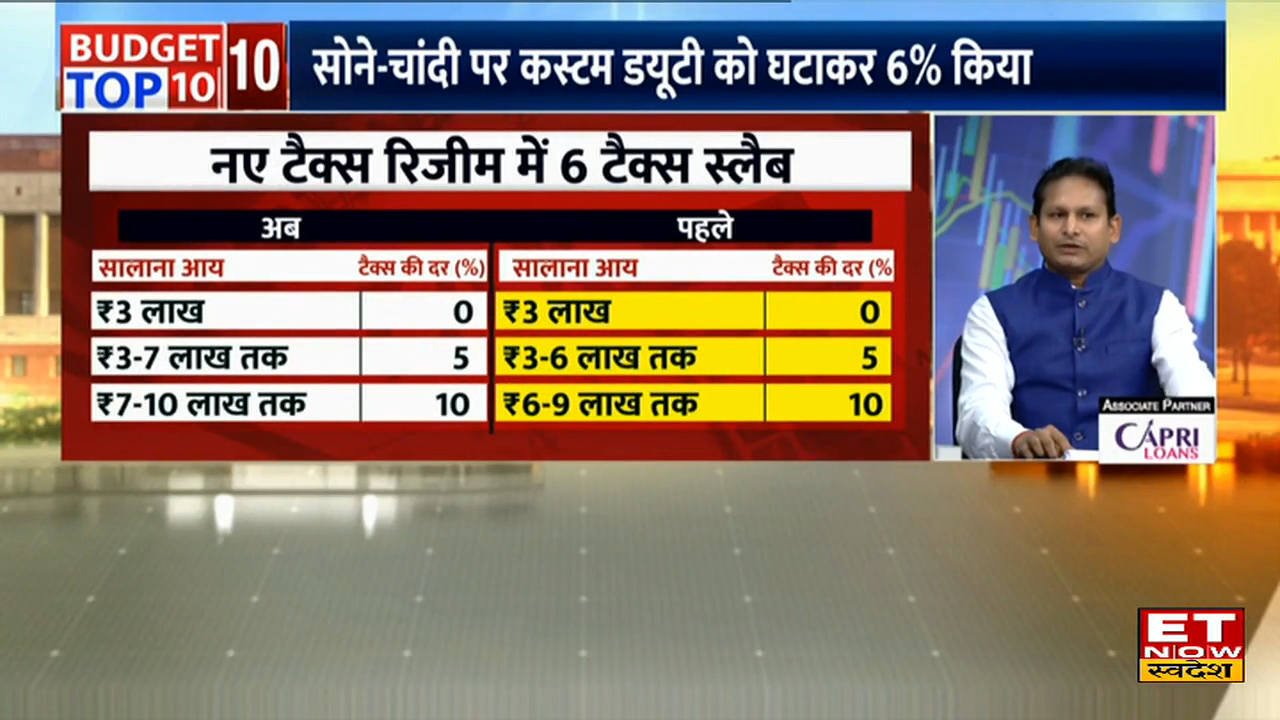 BUDGET
TOP 10
10
सोने-चांदी पर कस्टम डयूटी को घटाकर 6% किया
नए टैक्स रिजीम में 6 टैक्स स्लैब
अब पहले
सालाना आय टैक्स की दर (%) सालाना आय टैक्स की दर (%
₹3 लाख 0 ₹3 लाख 0
₹3-7 लाख तक 5 ₹3-6 लाख तक 5
₹7-10 लाख तक 10 ₹6-9 लाख तक 10
ASSOCIATE PARTNER
CAPRI
LOANS
ET
NOW
स्वदेश